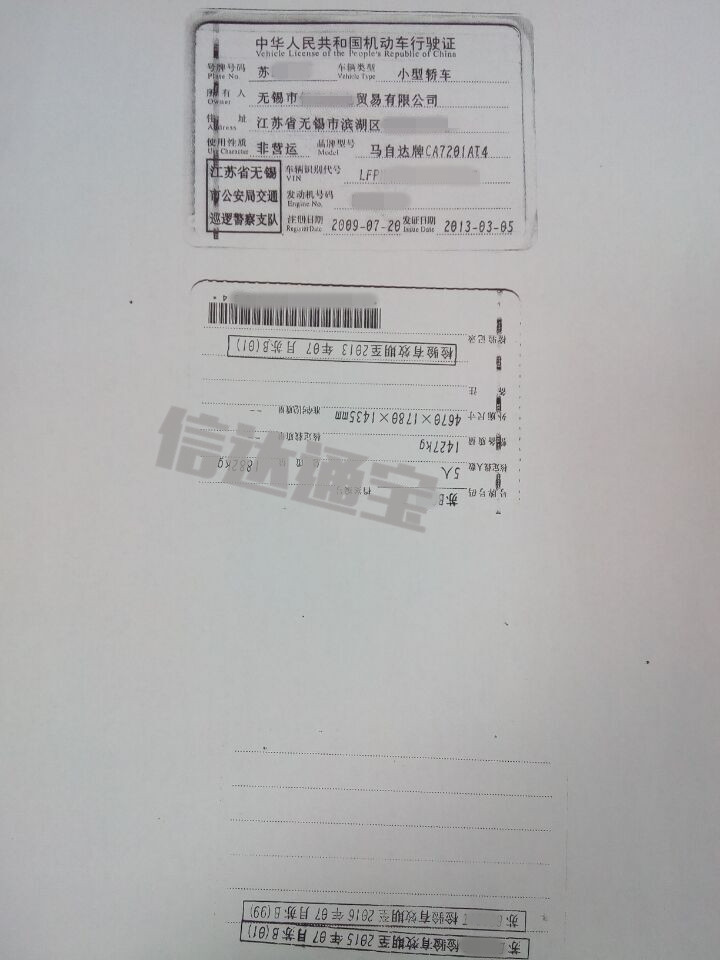 中华人民共和国机动车行驶证
Vehicle License of the People's Republic of China
号牌号码 苏 车辆类型 小型轿车
Plate No. Vehicle Type
所有人 无锡市 贸易有限公司
Owner
住址 江苏省无锡市滨湖区
Address
使用性质 非营运 品牌型号 马自达牌CA7201AT4
Use Character Model
江苏省无锡 车辆识别代号 LFP
VIN
市公安局交通 发动机号码
Engine No.
巡逻警察支队 注册日期 2009-07-20 发证日期 2013-03-05
Register Date Issue Date
号牌号码 苏B 档案编号
核定载人数 5人 总质量 1882kg
整备质量 1427kg 核定载质量 --
外廓尺寸 4670×1780×1435mm 准牵引总质量 --
备注
检验记录 检验有效期至2013年07月苏B(01)
信达通宝
苏 检验有效期至2015年07月苏B(01)
苏 检验有效期至2016年07月苏B(99)